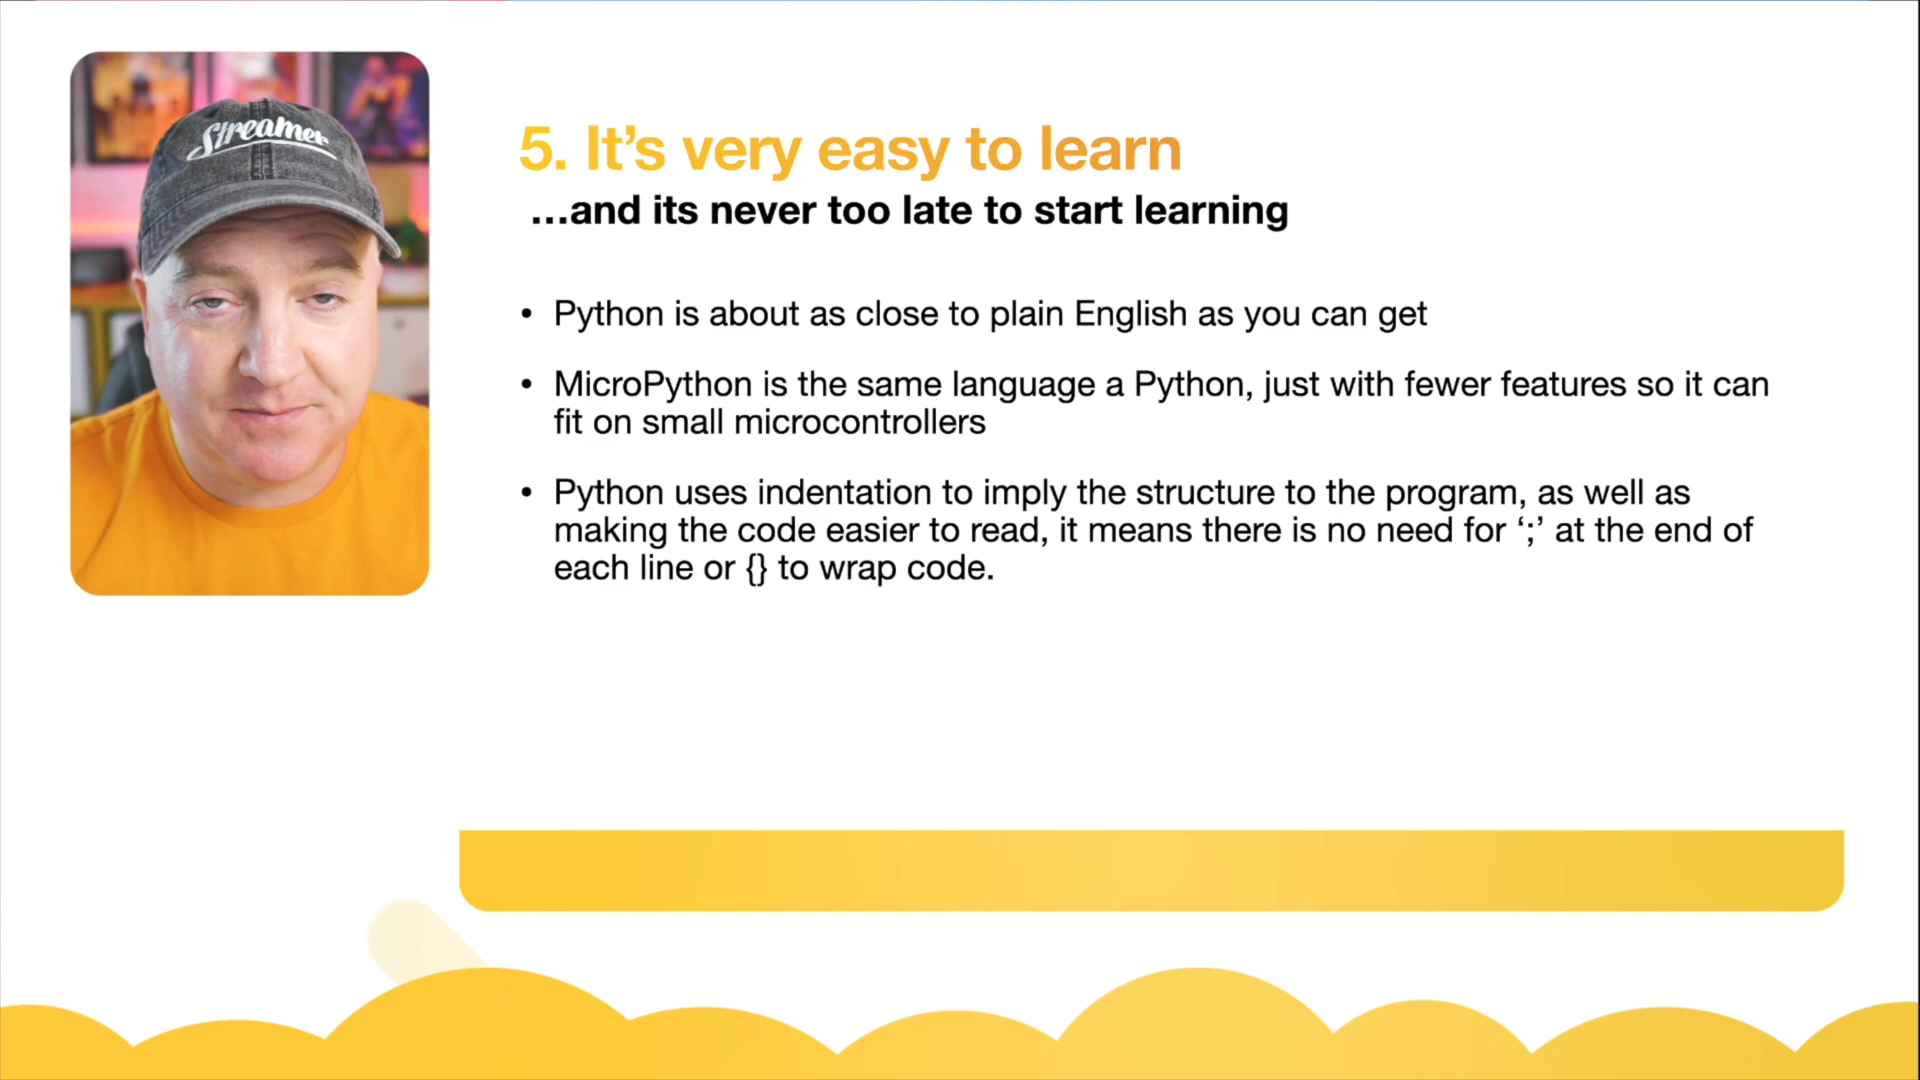 Streamer
5. It’s very easy to learn
...and its never too late to start learning
• Python is about as close to plain English as you can get
• MicroPython is the same language a Python, just with fewer features so it can
fit on small microcontrollers
• Python uses indentation to imply the structure to the program, as well as
making the code easier to read, it means there is no need for ‘;’ at the end of
each line or {} to wrap code.